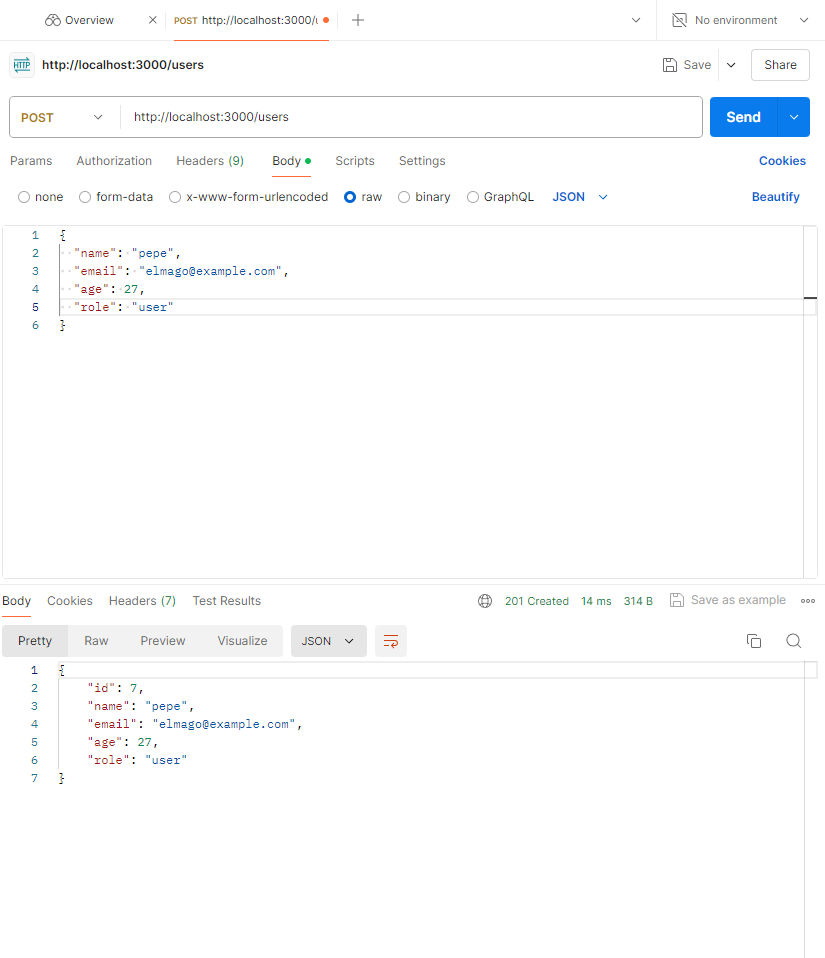 Overview
POST http://localhost:3000/u
No environment
HTTP http://localhost:3000/users
Save
Share
POST http://localhost:3000/users
Send
Params Authorization Headers (9) Body Scripts Settings Cookies
none form-data x-www-form-urlencoded raw binary GraphQL JSON Beautify
1 {
2 "name": "pepe",
3 "email": "elmago@example.com",
4 "age": 27,
5 "role": "user"
6 }
Body Cookies Headers (7) Test Results 201 Created 14 ms 314 B Save as example
Pretty Raw Preview Visualize JSON
1 {
2 "id": 7,
3 "name": "pepe",
4 "email": "elmago@example.com",
5 "age": 27,
6 "role": "user"
7 }